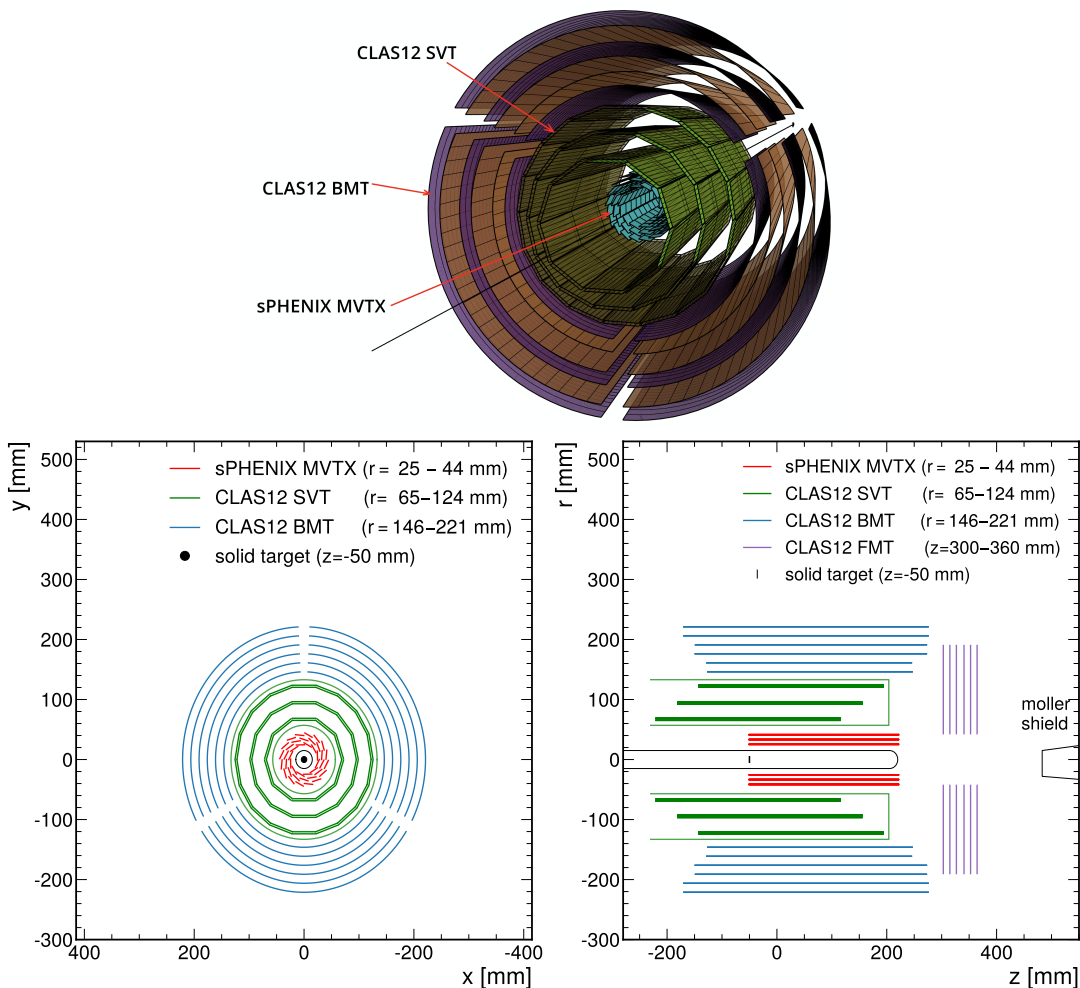 CLAS12 SVT
CLAS12 BMT
sPHENIX MVTX
y [mm]
500
400
300
200
100
0
-100
-200
-300
400
200
0
-200
-400
x [mm]
sPHENIX MVTX (r = 25 – 44 mm)
CLAS12 SVT (r= 65–124 mm)
CLAS12 BMT (r = 146–221 mm)
solid target (z=-50 mm)
r [mm]
500
400
300
200
100
0
-100
-200
-300
-200
0
200
400
z [mm]
sPHENIX MVTX (r = 25 – 44 mm)
CLAS12 SVT (r= 65–124 mm)
CLAS12 BMT (r = 146–221 mm)
CLAS12 FMT (z=300–360 mm)
solid target (z=-50 mm)
moller
shield